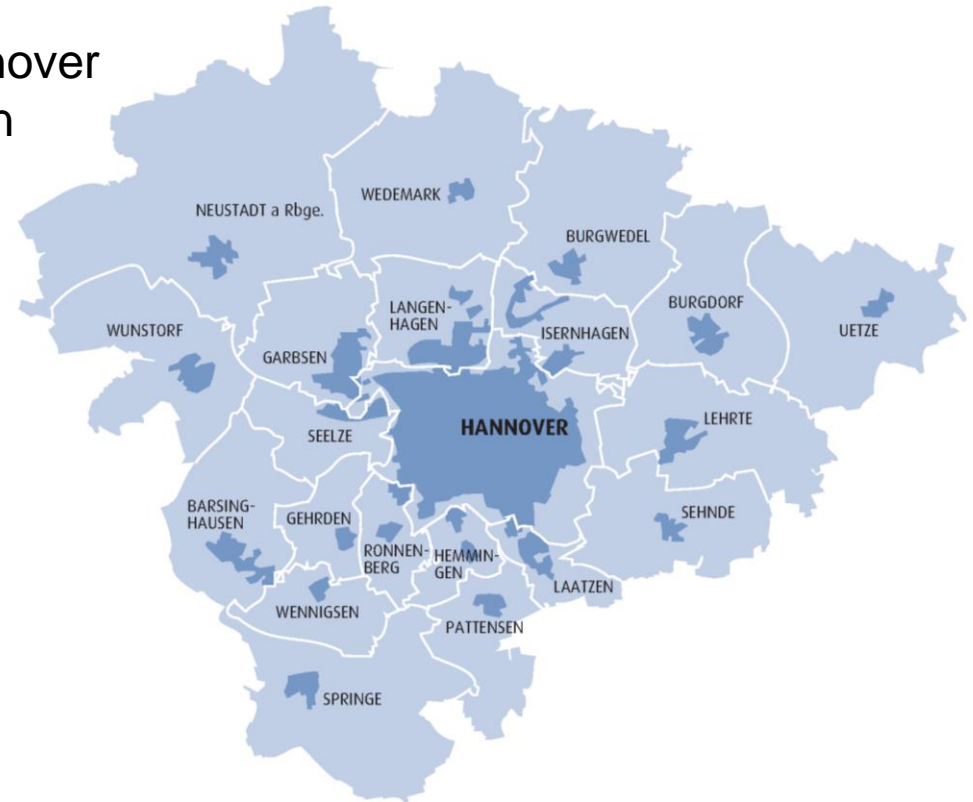 nover
n
WEDEMARK
NEUSTADT a Rbge.
BURGWEDEL
LANGEN-
HAGEN
BURGDORF
WUNSTORF
ISERNHAGEN
UETZE
GARBSEN
LEHRTE
HANNOVER
SEELZE
BARSING-
HAUSEN
GEHRDEN
SEHNDE
RONNEN-
BERG
HEMMIN-
GEN
LAATZEN
WENNIGSEN
PATTENSEN
SPRINGE